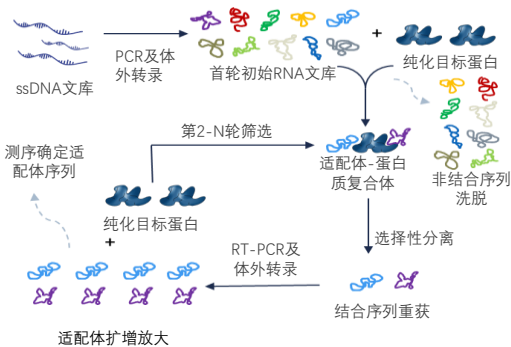 ssDNA文库
PCR及体
外转录
首轮初始RNA文库
+
纯化目标蛋白
第2-N轮筛选
测序确定适
配体序列
适配体-蛋白
质复合体
非结合序列
洗脱
纯化目标蛋白
+
选择性分离
RT-PCR及
体外转录
结合序列重获
适配体扩增放大